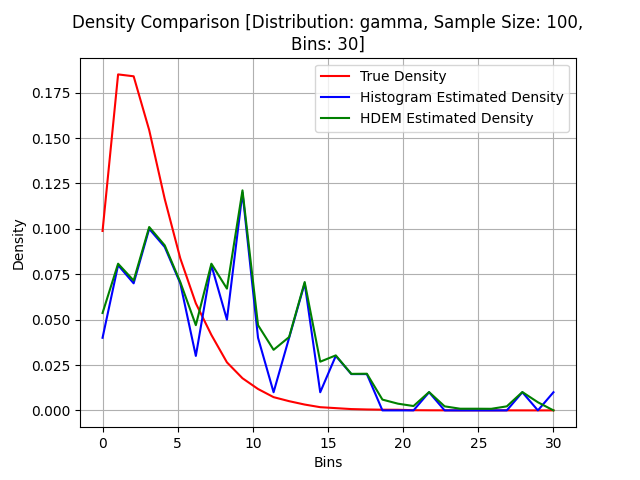 Density Comparison [Distribution: gamma, Sample Size: 100,
Bins: 30]
True Density
Histogram Estimated Density
HDEM Estimated Density
Density
0.175
0.150
0.125
0.100
0.075
0.050
0.025
0.000
0 5 10 15 20 25 30
Bins